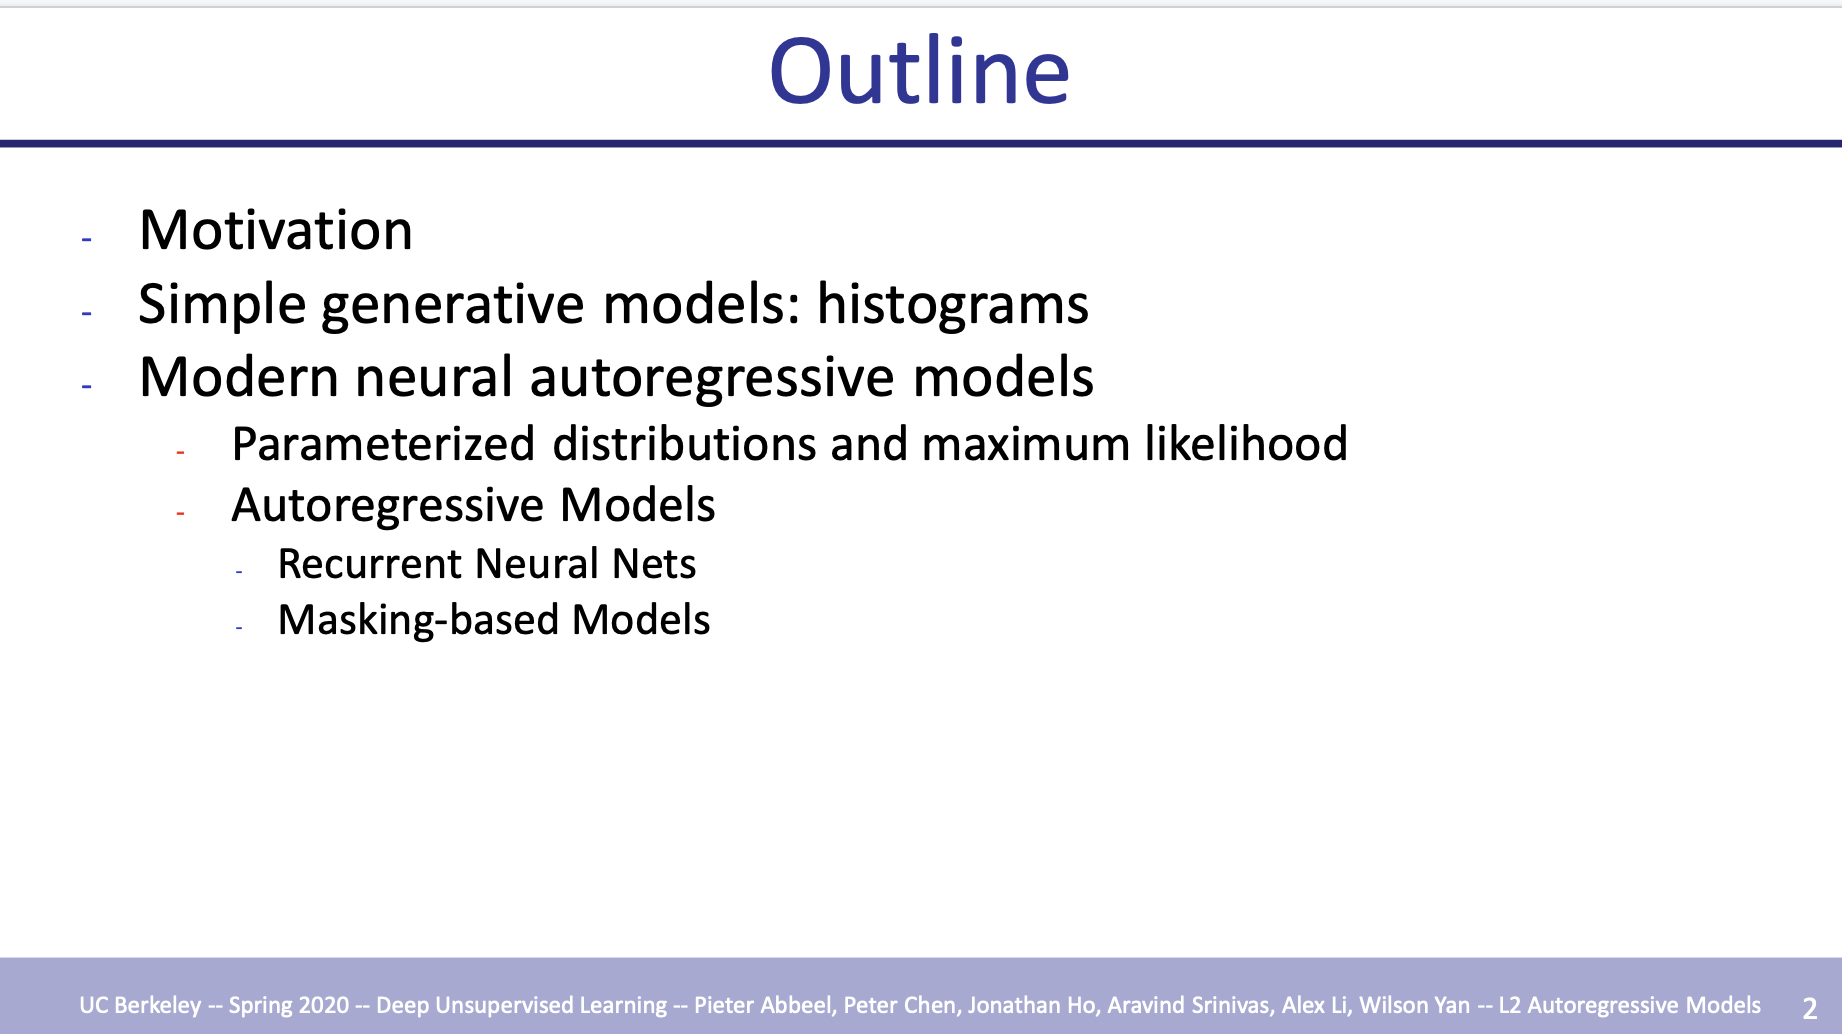 Outline
- Motivation
- Simple generative models: histograms
- Modern neural autoregressive models
- Parameterized distributions and maximum likelihood
- Autoregressive Models
- Recurrent Neural Nets
- Masking-based Models
UC Berkeley -- Spring 2020 -- Deep Unsupervised Learning -- Pieter Abbeel, Peter Chen, Jonathan Ho, Aravind Srinivas, Alex Li, Wilson Yan -- L2 Autoregressive Models 2